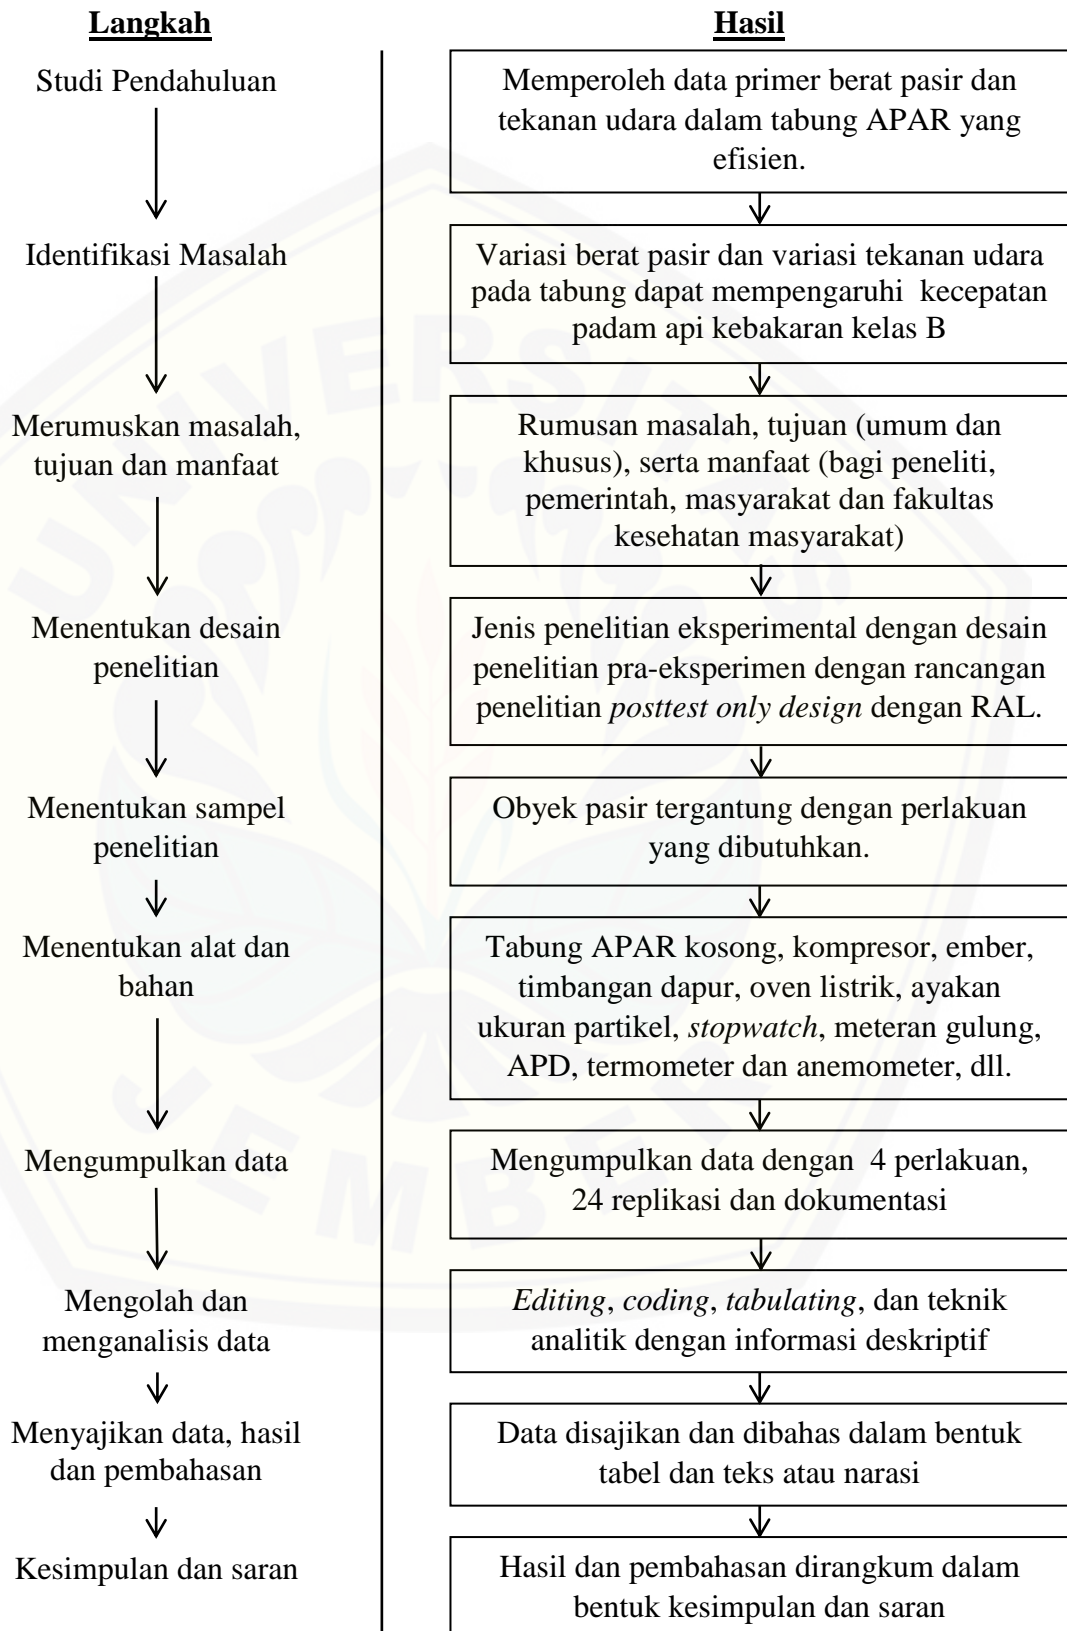 Langkah
Hasil
Studi Pendahuluan
Memperoleh data primer berat pasir dan
tekanan udara dalam tabung APAR yang
efisien.
Identifikasi Masalah
Variasi berat pasir dan variasi tekanan udara
pada tabung dapat mempengaruhi kecepatan
padam api kebakaran kelas B
Merumuskan masalah,
tujuan dan manfaat
Rumusan masalah, tujuan (umum dan
khusus), serta manfaat (bagi peneliti,
pemerintah, masyarakat dan fakultas
kesehatan masyarakat)
Menentukan desain
penelitian
Jenis penelitian eksperimental dengan desain
penelitian pra-eksperimen dengan rancangan
penelitian posttest only design dengan RAL.
Menentukan sampel
penelitian
Obyek pasir tergantung dengan perlakuan
yang dibutuhkan.
Menentukan alat dan
bahan
Tabung APAR kosong, kompresor, ember,
timbangan dapur, oven listrik, ayakan
ukuran partikel, stopwatch, meteran gulung,
APD, termometer dan anemometer, dll.
Mengumpulkan data
Mengumpulkan data dengan 4 perlakuan,
24 replikasi dan dokumentasi
Mengolah dan
menganalisis data
Editing, coding, tabulating, dan teknik
analitik dengan informasi deskriptif
Menyajikan data, hasil
dan pembahasan
Data disajikan dan dibahas dalam bentuk
tabel dan teks atau narasi
Kesimpulan dan saran
Hasil dan pembahasan dirangkum dalam
bentuk kesimpulan dan saran
UNIVERSITAS
JEMBER